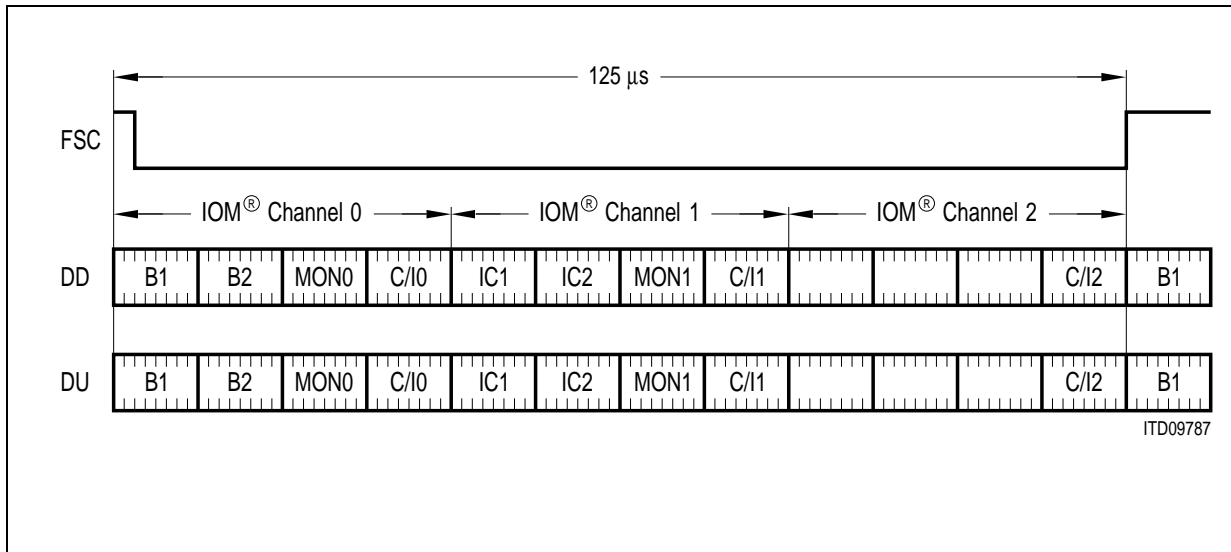 125 µs
FSC
IOM® Channel 0 IOM® Channel 1 IOM® Channel 2
DD B1 B2 MON0 C/I0 IC1 IC2 MON1 C/I1 C/I2 B1
DU B1 B2 MON0 C/I0 IC1 IC2 MON1 C/I1 C/I2 B1
ITD09787